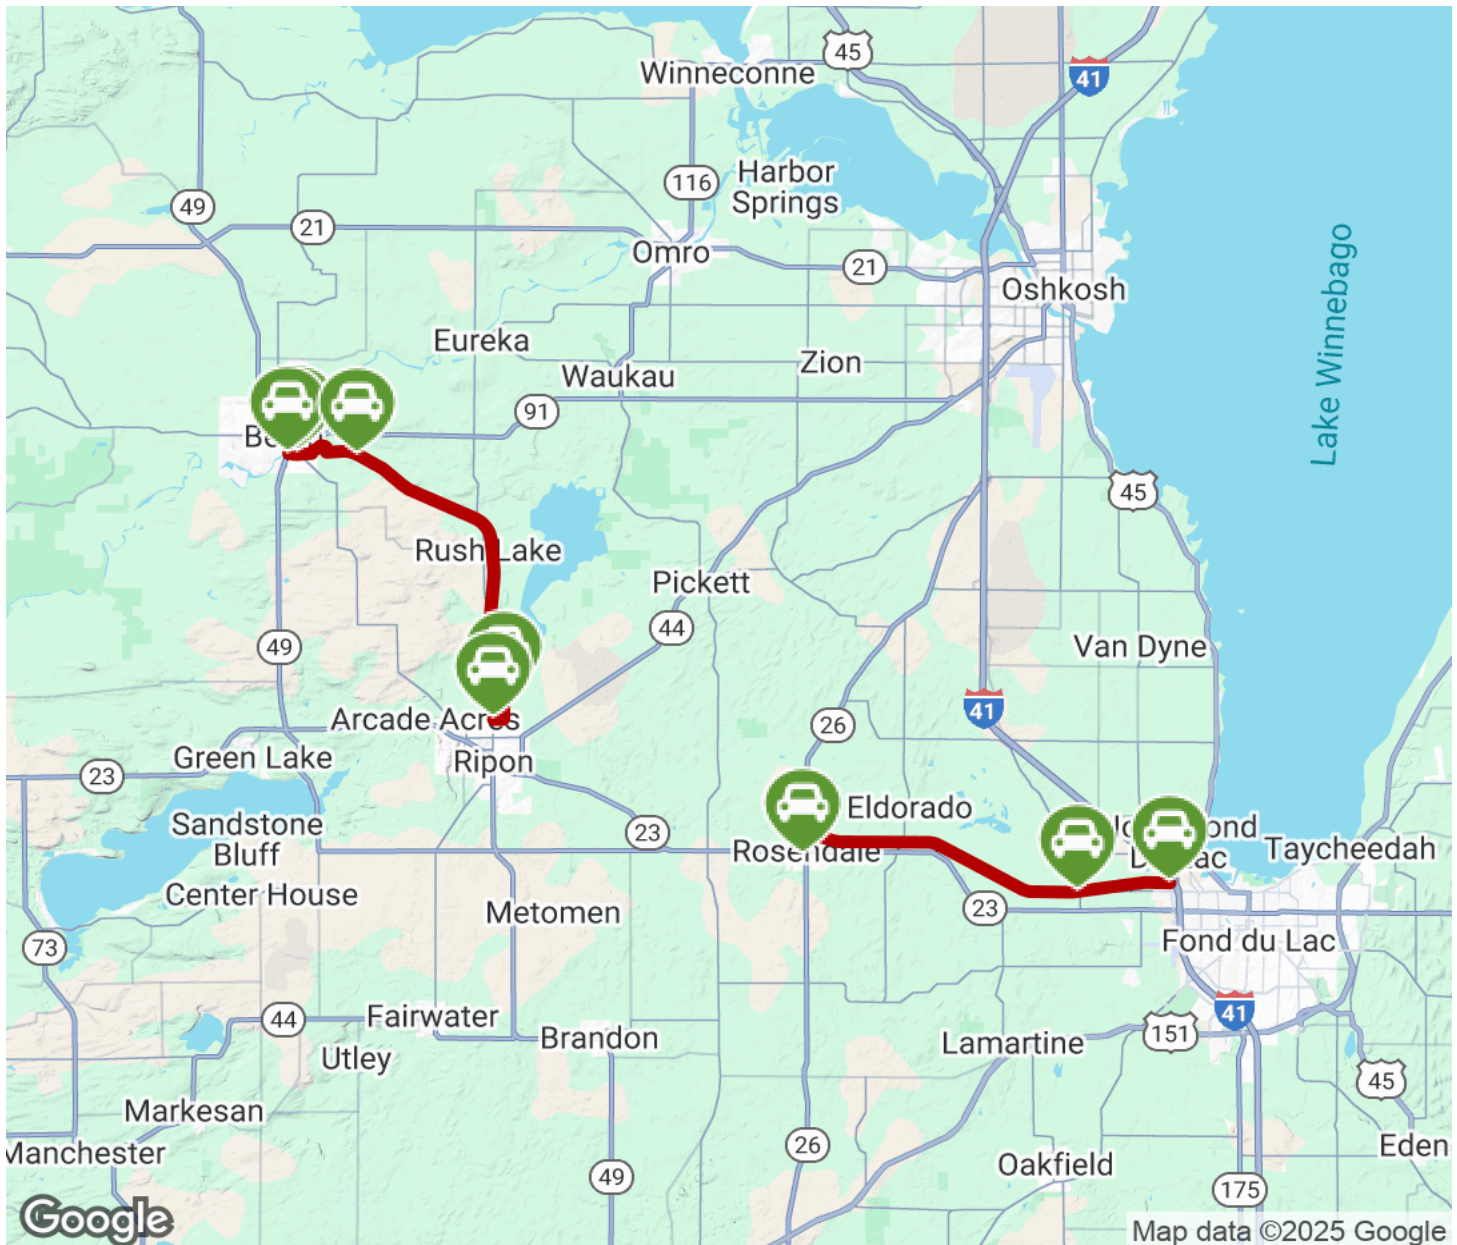 45
Winneconne
41
Harbor
Springs
116
49
21
Omro
21
Oshkosh
Lake Winnebago
Eureka
Zion
Waukau
91
45
Rush Lake
Pickett
44
49
Van Dyne
41
Arcade Acres
26
Green Lake
Ripon
23
Eldorado
Sandstone
Bluff
23
Rosendale
Taycheedah
Center House
23
Metomen
73
Fond du Lac
44
Fairwater
41
Brandon
151
Lamartine
Utley
45
Markesan
26
Manchester
Eden
Oakfield
49
175
Google
Map data ©2025 Google